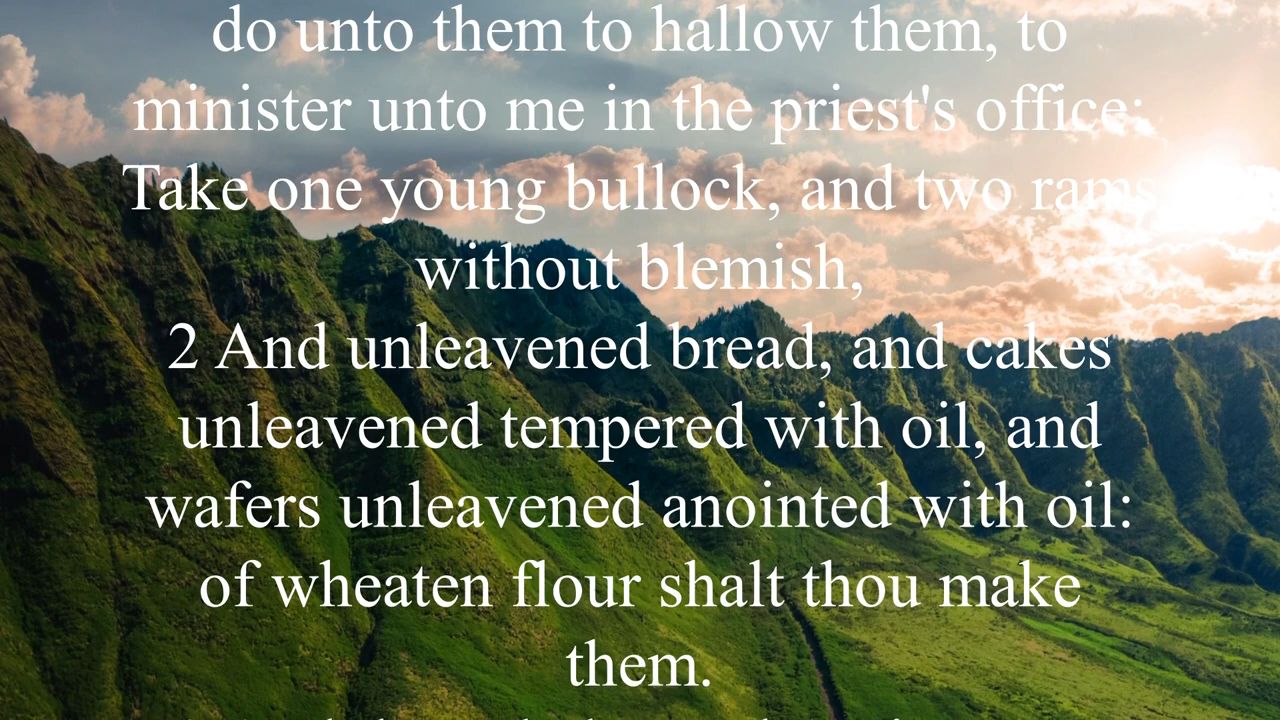 do unto them to hallow them, to
minister unto me in the priest's office:
Take one young bullock, and two rams
without blemish,
2 And unleavened bread, and cakes
unleavened tempered with oil, and
wafers unleavened anointed with oil:
of wheaten flour shalt thou make
them.